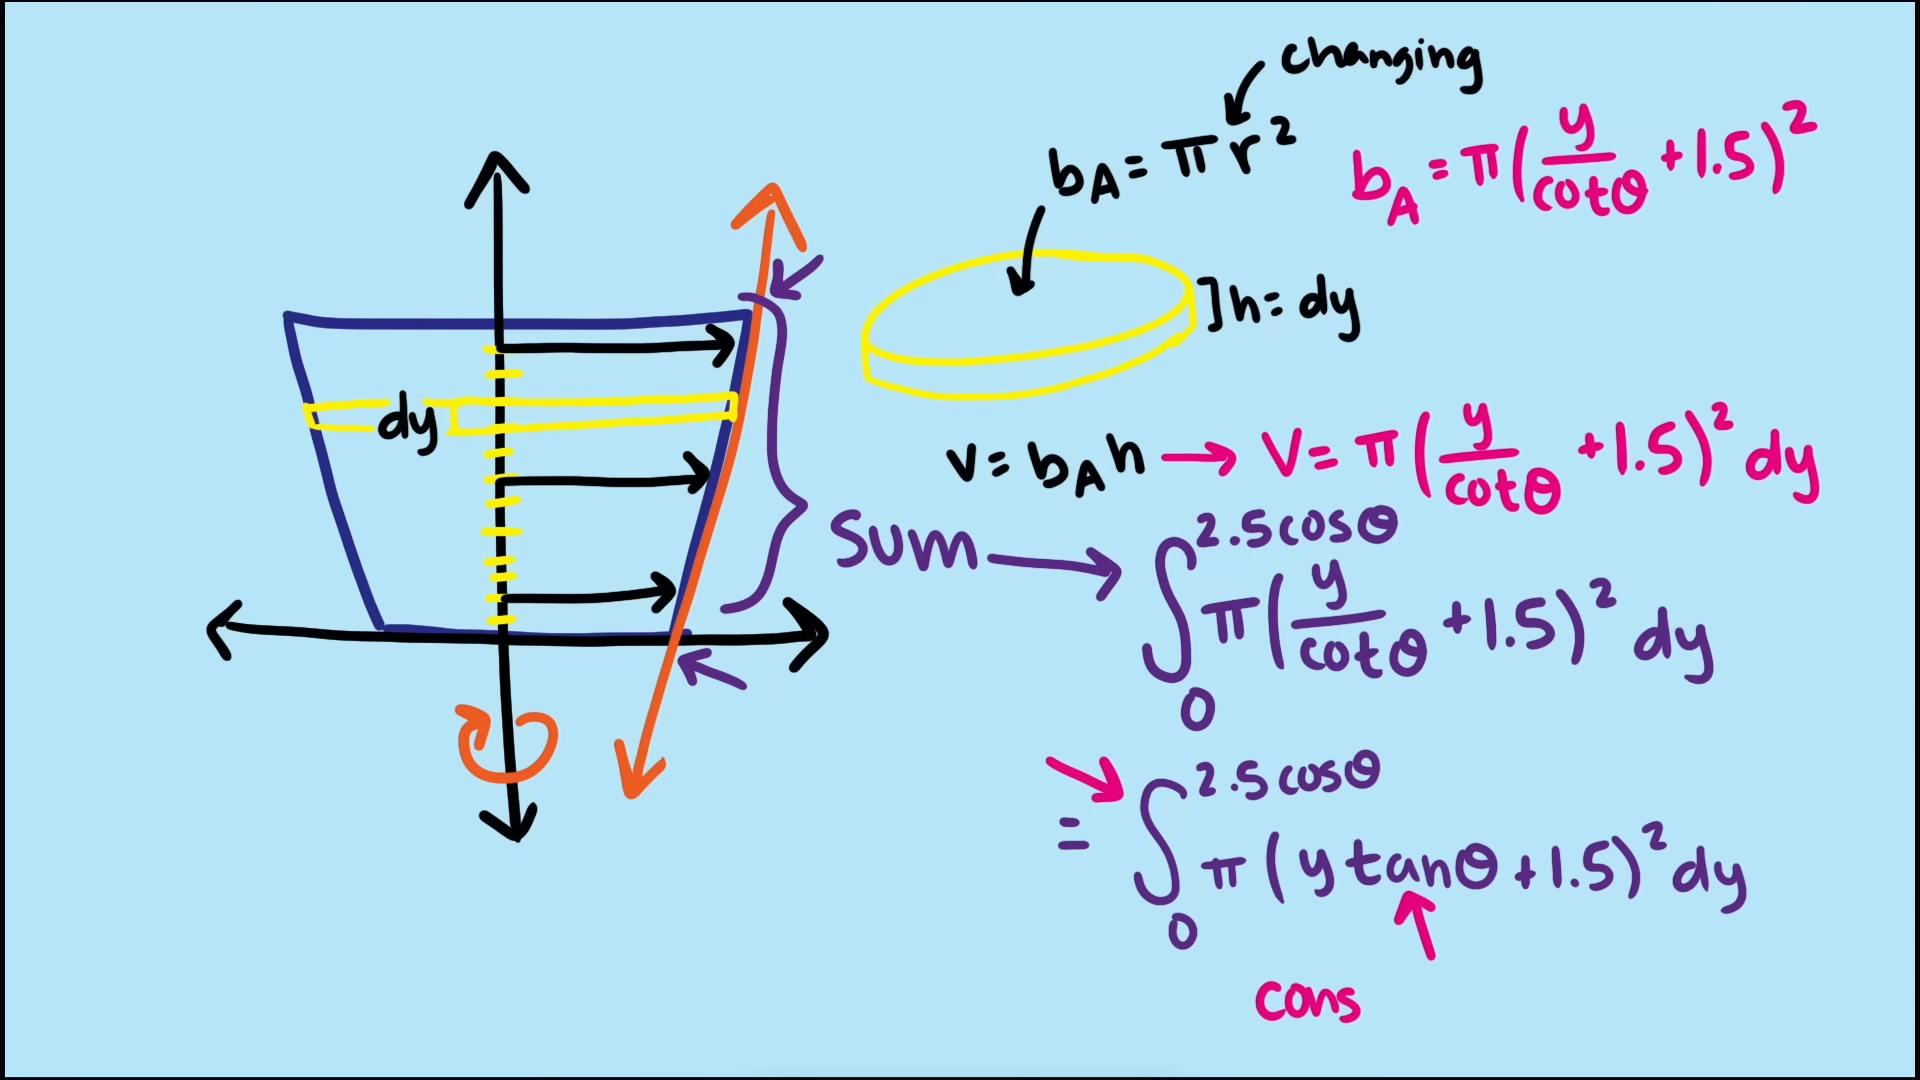 changing
b_A = πr²
b_A = π(y/cotθ + 1.5)²
]h = dy
dy
v = b_A h → V = π(y/cotθ + 1.5)² dy
Sum → ∫₀^{2.5cosθ} π(y/cotθ + 1.5)² dy
= ∫₀^{2.5cosθ} π(y tanθ + 1.5)² dy
cons